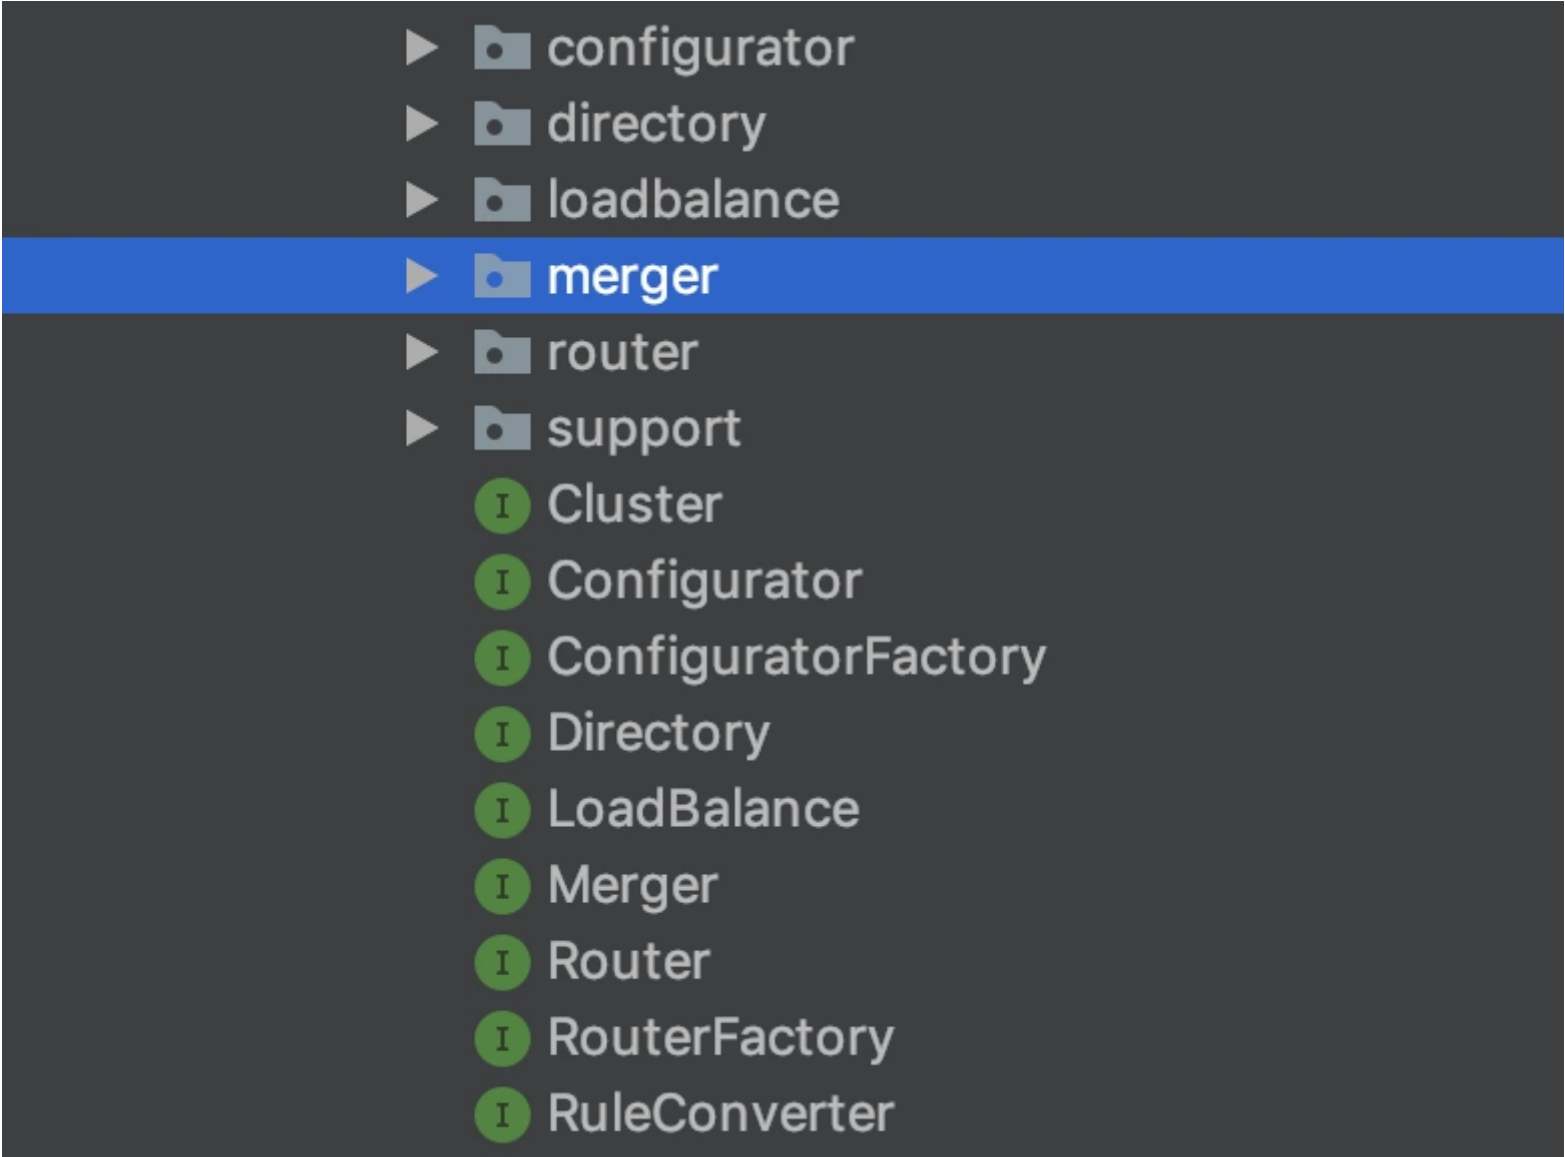 configurator
directory
loadbalance
merger
router
support
I Cluster
I Configurator
I ConfiguratorFactory
I Directory
I LoadBalance
I Merger
I Router
I RouterFactory
I RuleConverter